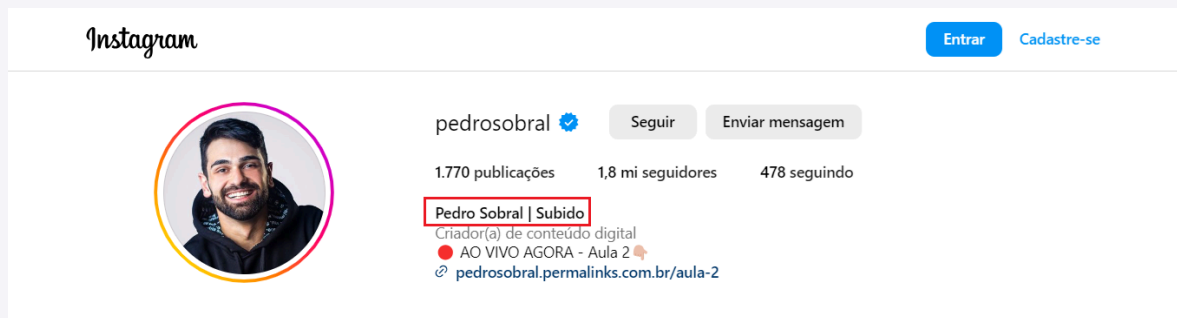 Instagram
Entrar Cadastre-se
pedrosobral Seguir Enviar mensagem
1.770 publicações 1,8 mi seguidores 478 seguindo
Pedro Sobral | Subido
Criador(a) de conteúdo digital
🔴 AO VIVO AGORA - Aula 2👇🏼
pedrosobral.permalinks.com.br/aula-2